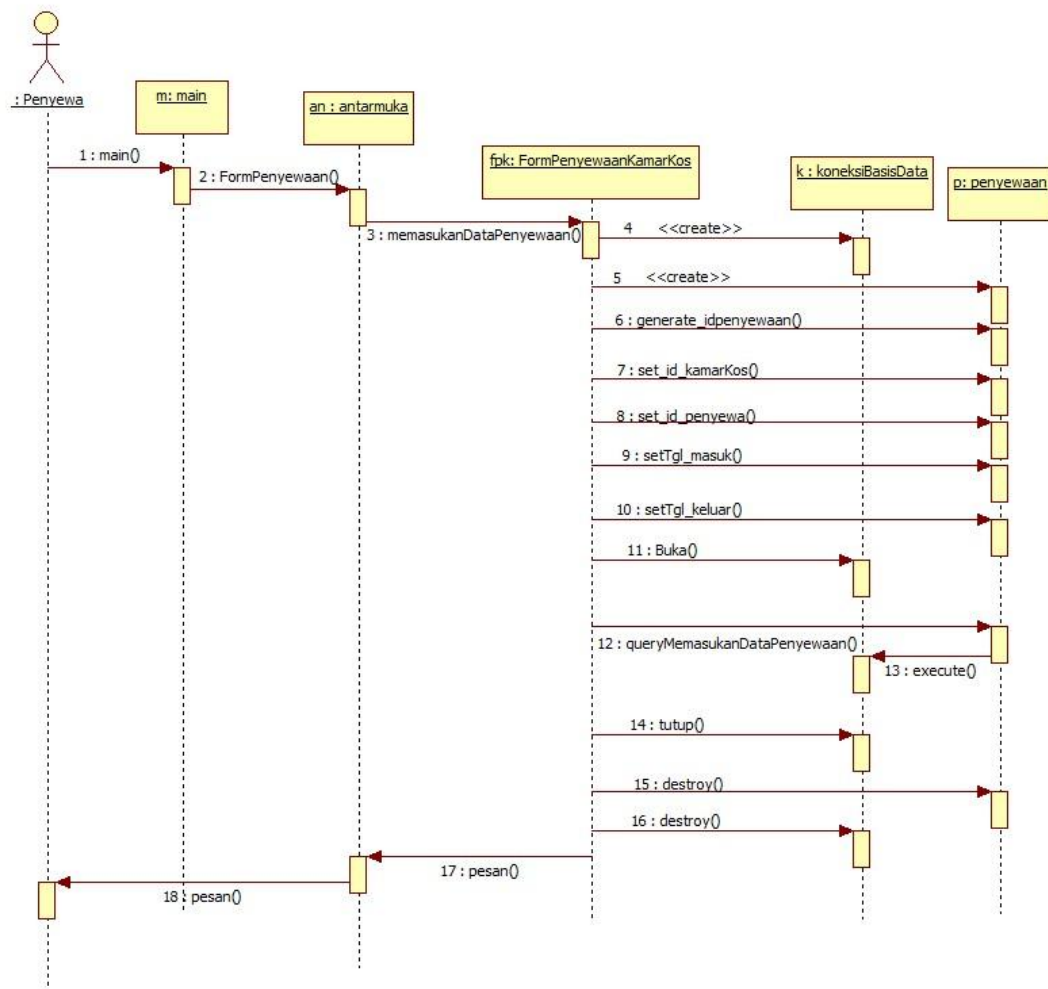 : Penyewa
m: main
an : antarmuka
fpk: FormPenyewaanKamarKos
k : koneksiBasisData
p: penyewaan
1 : main()
2 : FormPenyewaan()
3 : memasukanDataPenyewaan()
4 <<create>>
5 <<create>>
6 : generate_idpenyewaan()
7 : set_id_kamarKos()
8 : set_id_penyewa()
9 : setTgl_masuk()
10 : setTgl_keluar()
11 : Buka()
12 : queryMemasukanDataPenyewaan()
13 : execute()
14 : tutup()
15 : destroy()
16 : destroy()
17 : pesan()
18 : pesan()